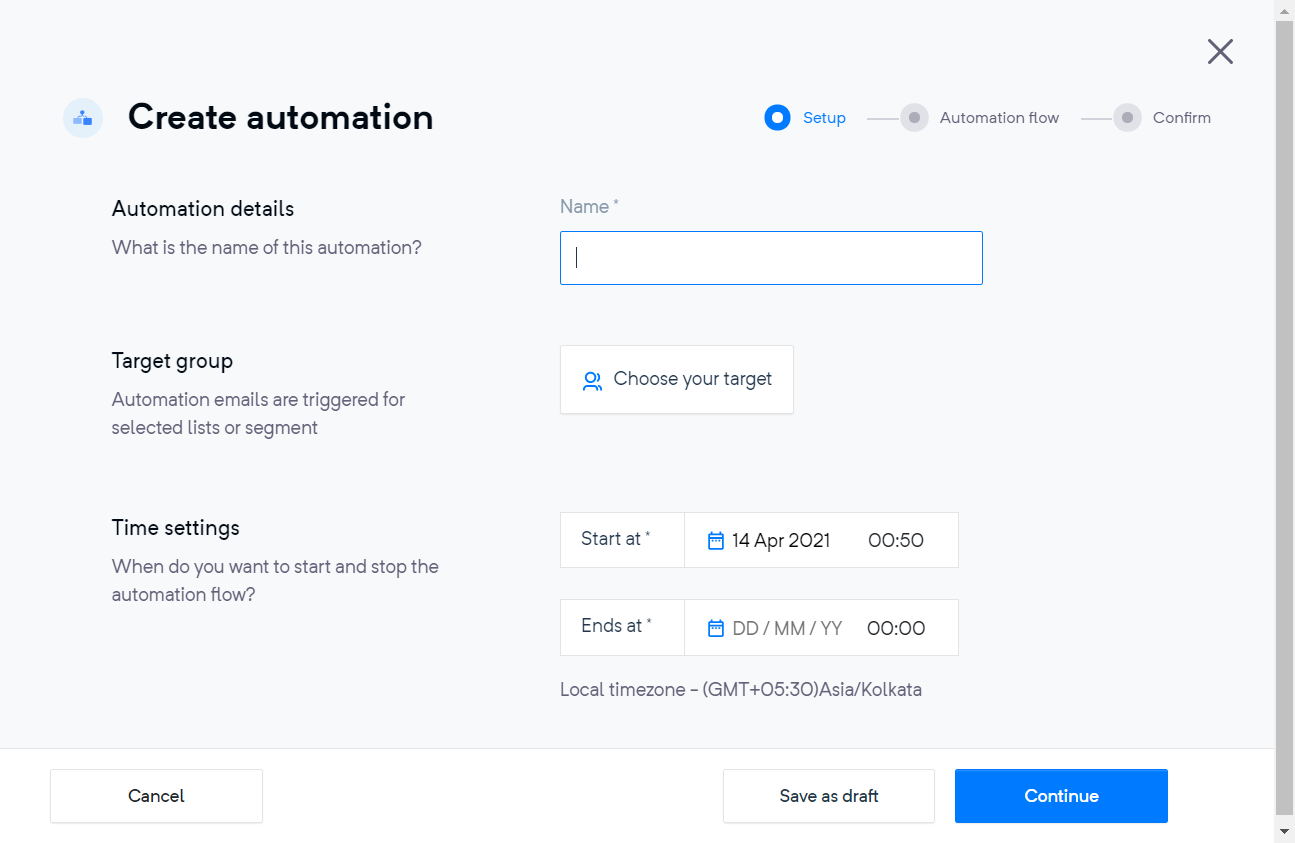 Create automation
Setup
Automation flow
Confirm
Automation details
What is the name of this automation?
Name *
Target group
Automation emails are triggered for
selected lists or segment
Choose your target
Time settings
When do you want to start and stop the
automation flow?
Start at * 14 Apr 2021 00:50
Ends at * DD / MM / YY 00:00
Local timezone - (GMT+05:30)Asia/Kolkata
Cancel
Save as draft
Continue